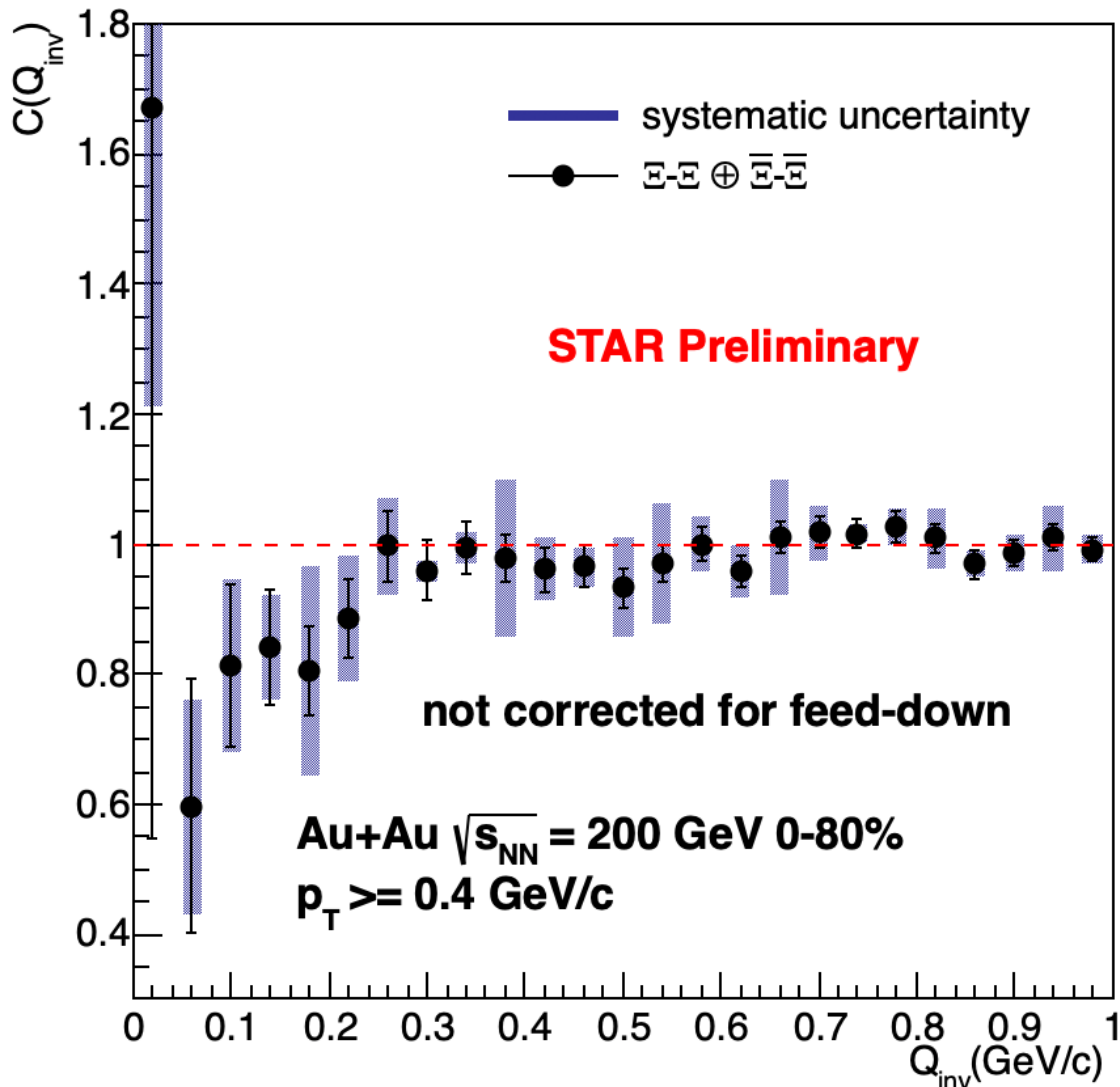 C(Q_inv)
1.8
1.6
1.4
1.2
1
0.8
0.6
0.4
systematic uncertainty
Ξ-Ξ ⊕ Ξ̅-Ξ̅
STAR Preliminary
not corrected for feed-down
Au+Au √s_NN = 200 GeV 0-80%
p_T >= 0.4 GeV/c
0 0.1 0.2 0.3 0.4 0.5 0.6 0.7 0.8 0.9 1
Q_inv(GeV/c)